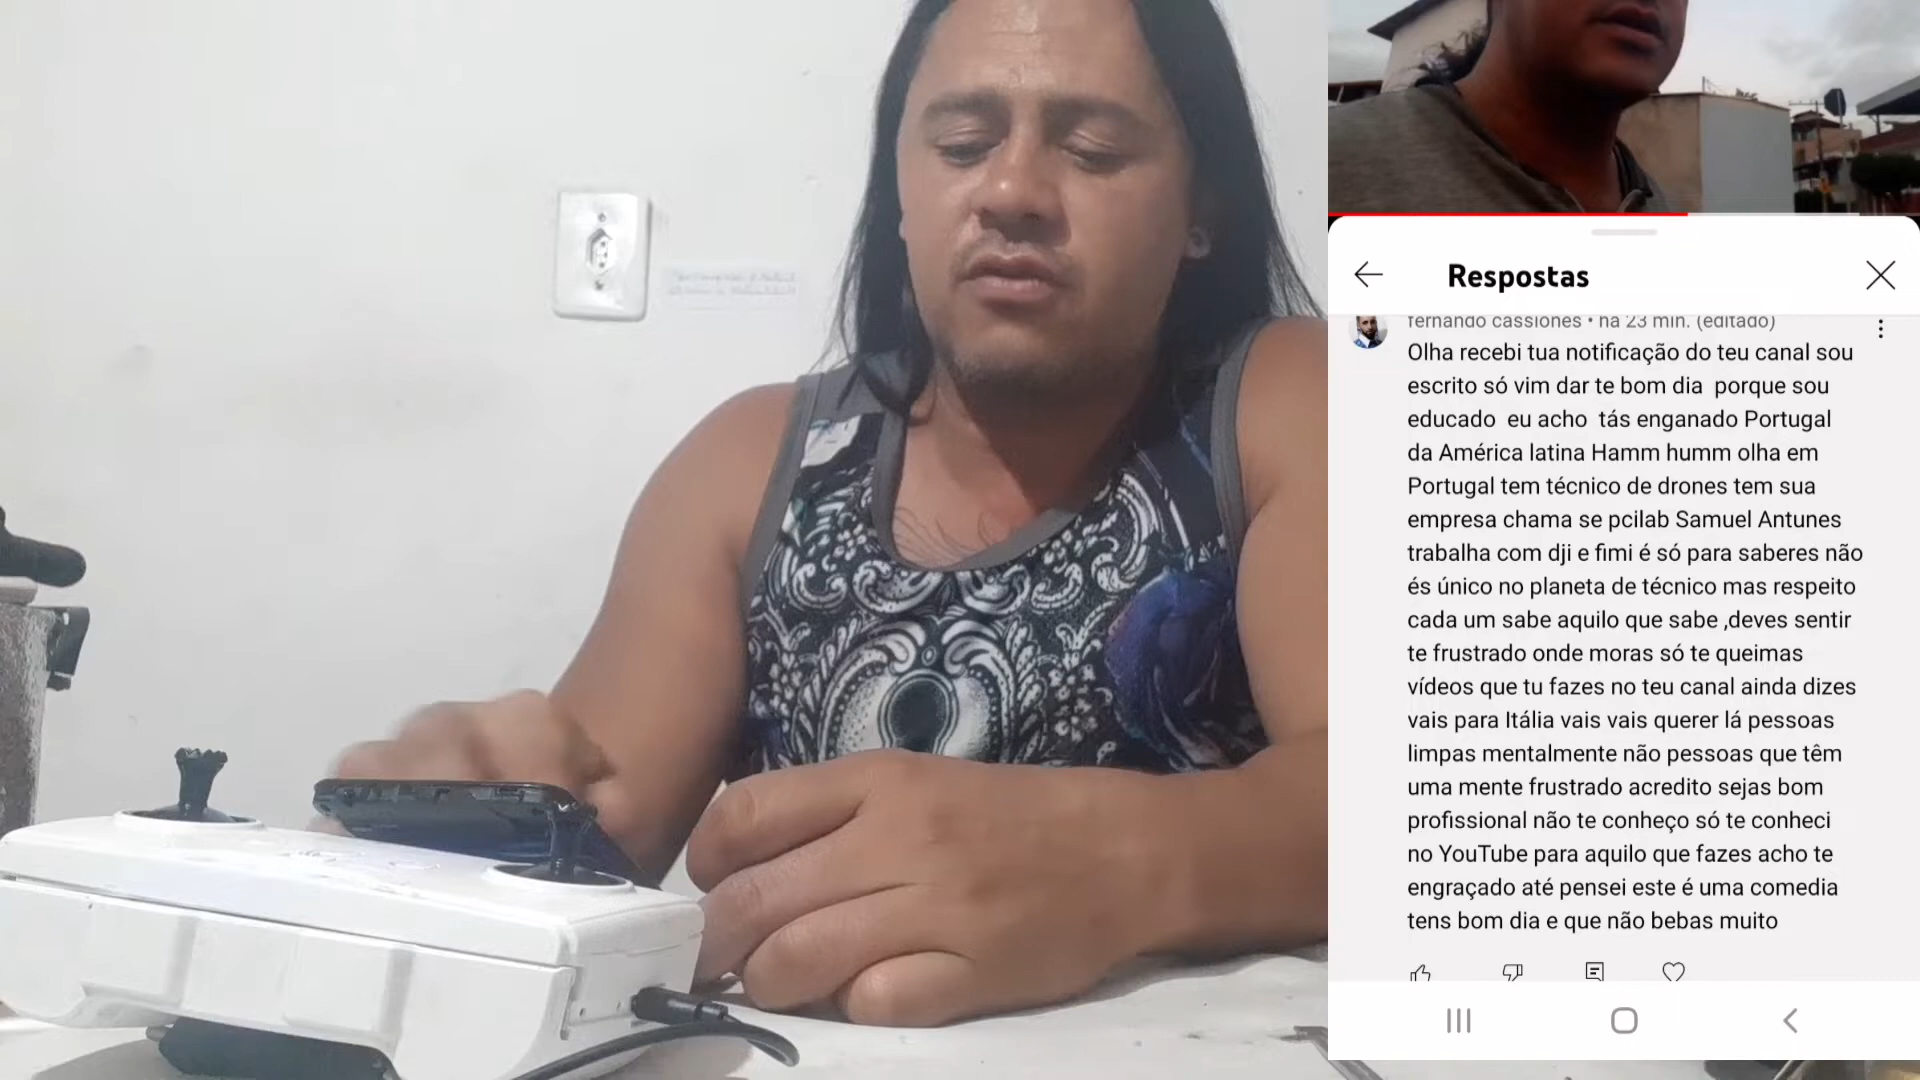 Respostas
fernando cassiones • há 23 min. (editado)
Olha recebi tua notificação do teu canal sou
escrito só vim dar te bom dia  porque sou
educado  eu acho  tás enganado Portugal
da América latina Hamm humm olha em
Portugal tem técnico de drones tem sua
empresa chama se pcilab Samuel Antunes
trabalha com dji e fimi é só para saberes não
és único no planeta de técnico mas respeito
cada um sabe aquilo que sabe ,deves sentir
te frustrado onde moras só te queimas
vídeos que tu fazes no teu canal ainda dizes
vais para Itália vais vais querer lá pessoas
limpas mentalmente não pessoas que têm
uma mente frustrado acredito sejas bom
profissional não te conheço só te conheci
no YouTube para aquilo que fazes acho te
engraçado até pensei este é uma comedia
tens bom dia e que não bebas muito